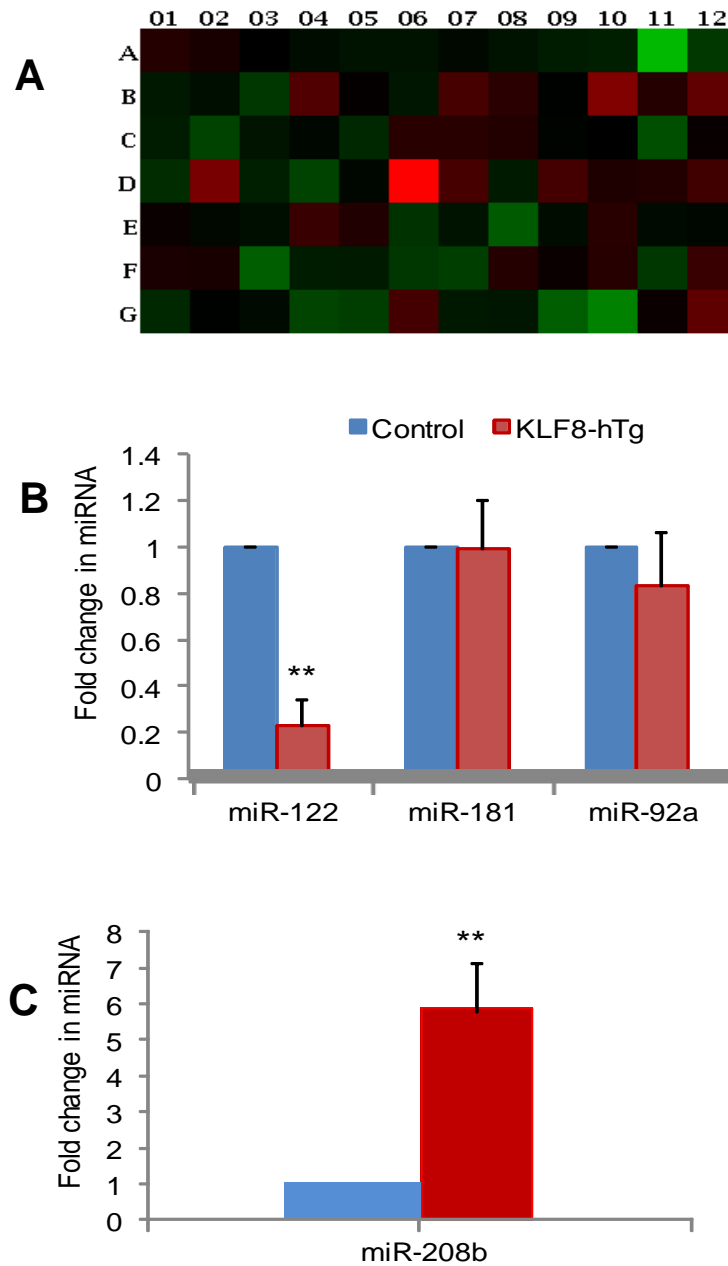 01 02 03 04 05 06 07 08 09 10 11 12
A
A
B
C
D
E
F
G
B
Control KLF8-hTg
Fold change in miRNA
1.4
1.2
1
0.8
0.6
0.4
0.2
0
**
miR-122 miR-181 miR-92a
C
Fold change in miRNA
8
7
6
5
4
3
2
1
0
**
miR-208b